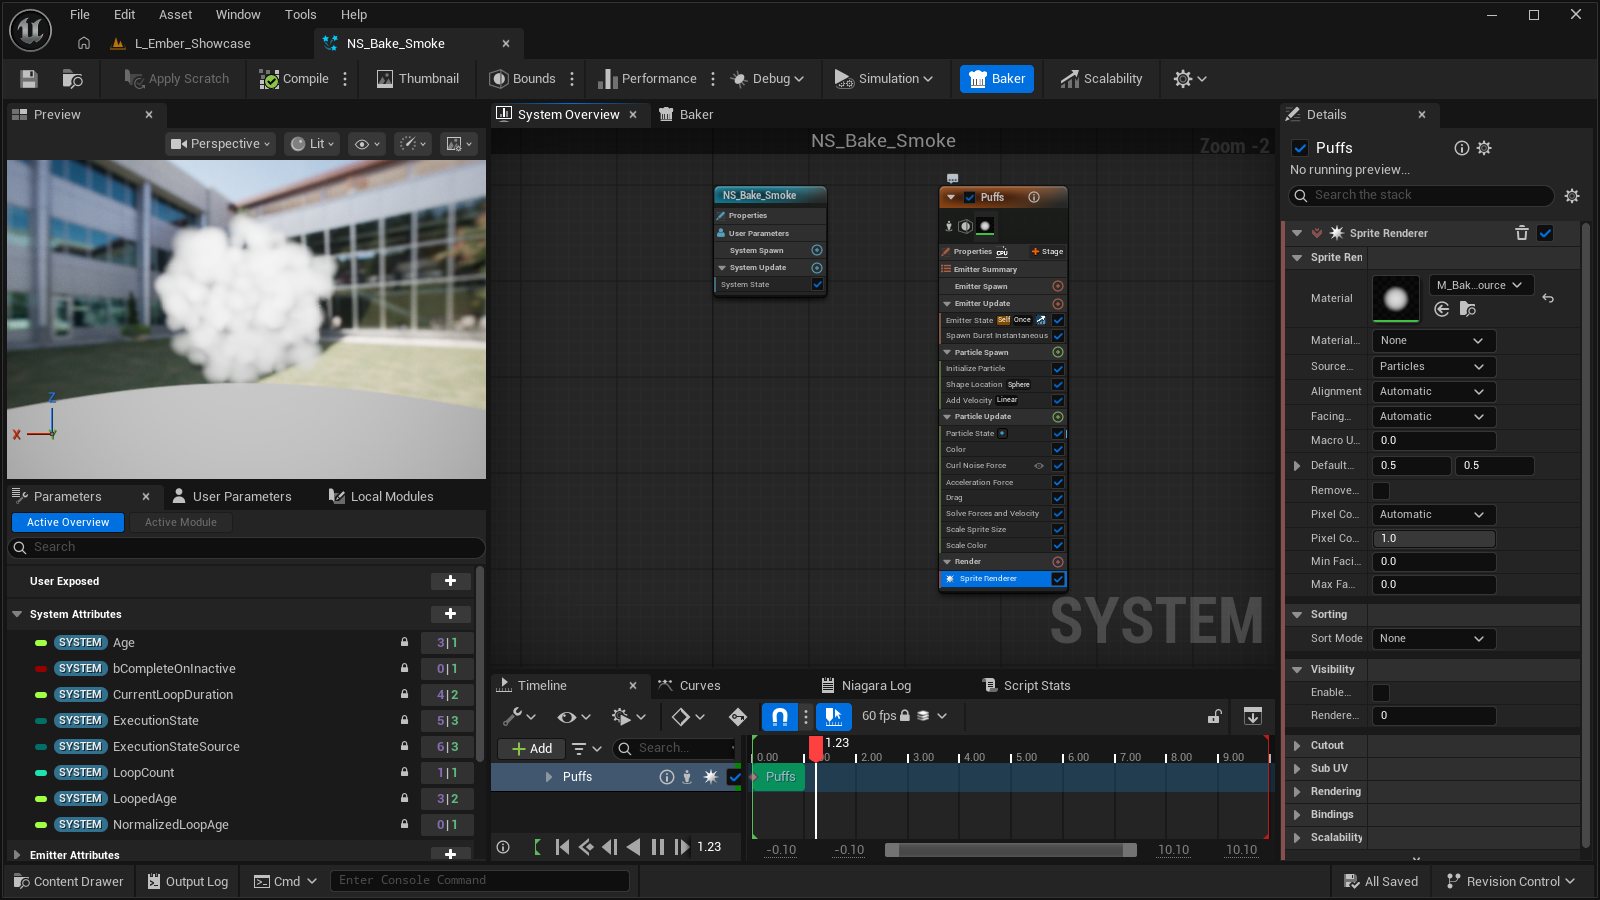 File Edit Asset Window Tools Help
L_Ember_Showcase
NS_Bake_Smoke
Apply Scratch
Compile
Thumbnail
Bounds
Performance
Debug
Simulation
Baker
Scalability
Preview
Perspective
Lit
Z
X
Y
System Overview
Baker
NS_Bake_Smoke
Zoom -2
NS_Bake_Smoke
Properties
User Parameters
System Spawn
System Update
System State
Puffs
Properties CPU Stage
Emitter Summary
Emitter Spawn
Emitter Update
Emitter State Self Once
Spawn Burst Instantaneous
Particle Spawn
Initialize Particle
Shape Location Sphere
Add Velocity Linear
Particle Update
Particle State
Color
Curl Noise Force
Acceleration Force
Drag
Solve Forces and Velocity
Scale Sprite Size
Scale Color
Render
Sprite Renderer
SYSTEM
Parameters
User Parameters
Local Modules
Active Overview
Active Module
Search
User Exposed
System Attributes
SYSTEM Age 3|1
SYSTEM bCompleteOnInactive 0|1
SYSTEM CurrentLoopDuration 4|2
SYSTEM ExecutionState 5|3
SYSTEM ExecutionStateSource 6|3
SYSTEM LoopCount 1|1
SYSTEM LoopedAge 3|2
SYSTEM NormalizedLoopAge 0|1
Emitter Attributes
Timeline
Curves
Niagara Log
Script Stats
60 fps
+ Add
Search...
1.23
0.00 2.00 3.00 4.00 5.00 6.00 7.00 8.00 9.00
Puffs
Puffs
1.23
-0.10 -0.10 10.10 10.10
Details
Puffs
No running preview...
Search the stack
Sprite Renderer
Sprite Ren
Material M_Bak...ource
Material... None
Source... Particles
Alignment Automatic
Facing... Automatic
Macro U... 0.0
Default... 0.5 0.5
Remove...
Pixel Co... Automatic
Pixel Co... 1.0
Min Faci... 0.0
Max Fa... 0.0
Sorting
Sort Mode None
Visibility
Enable...
Rendere... 0
Cutout
Sub UV
Rendering
Bindings
Scalability
Content Drawer
Output Log
Cmd
Enter Console Command
All Saved
Revision Control